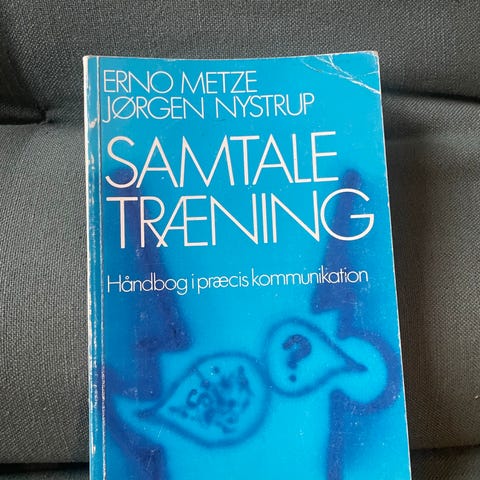 ERNO METZE
JØRGEN NYSTRUP
SAMTALE
TRÆNING
Håndbog i præcis kommunikation
?